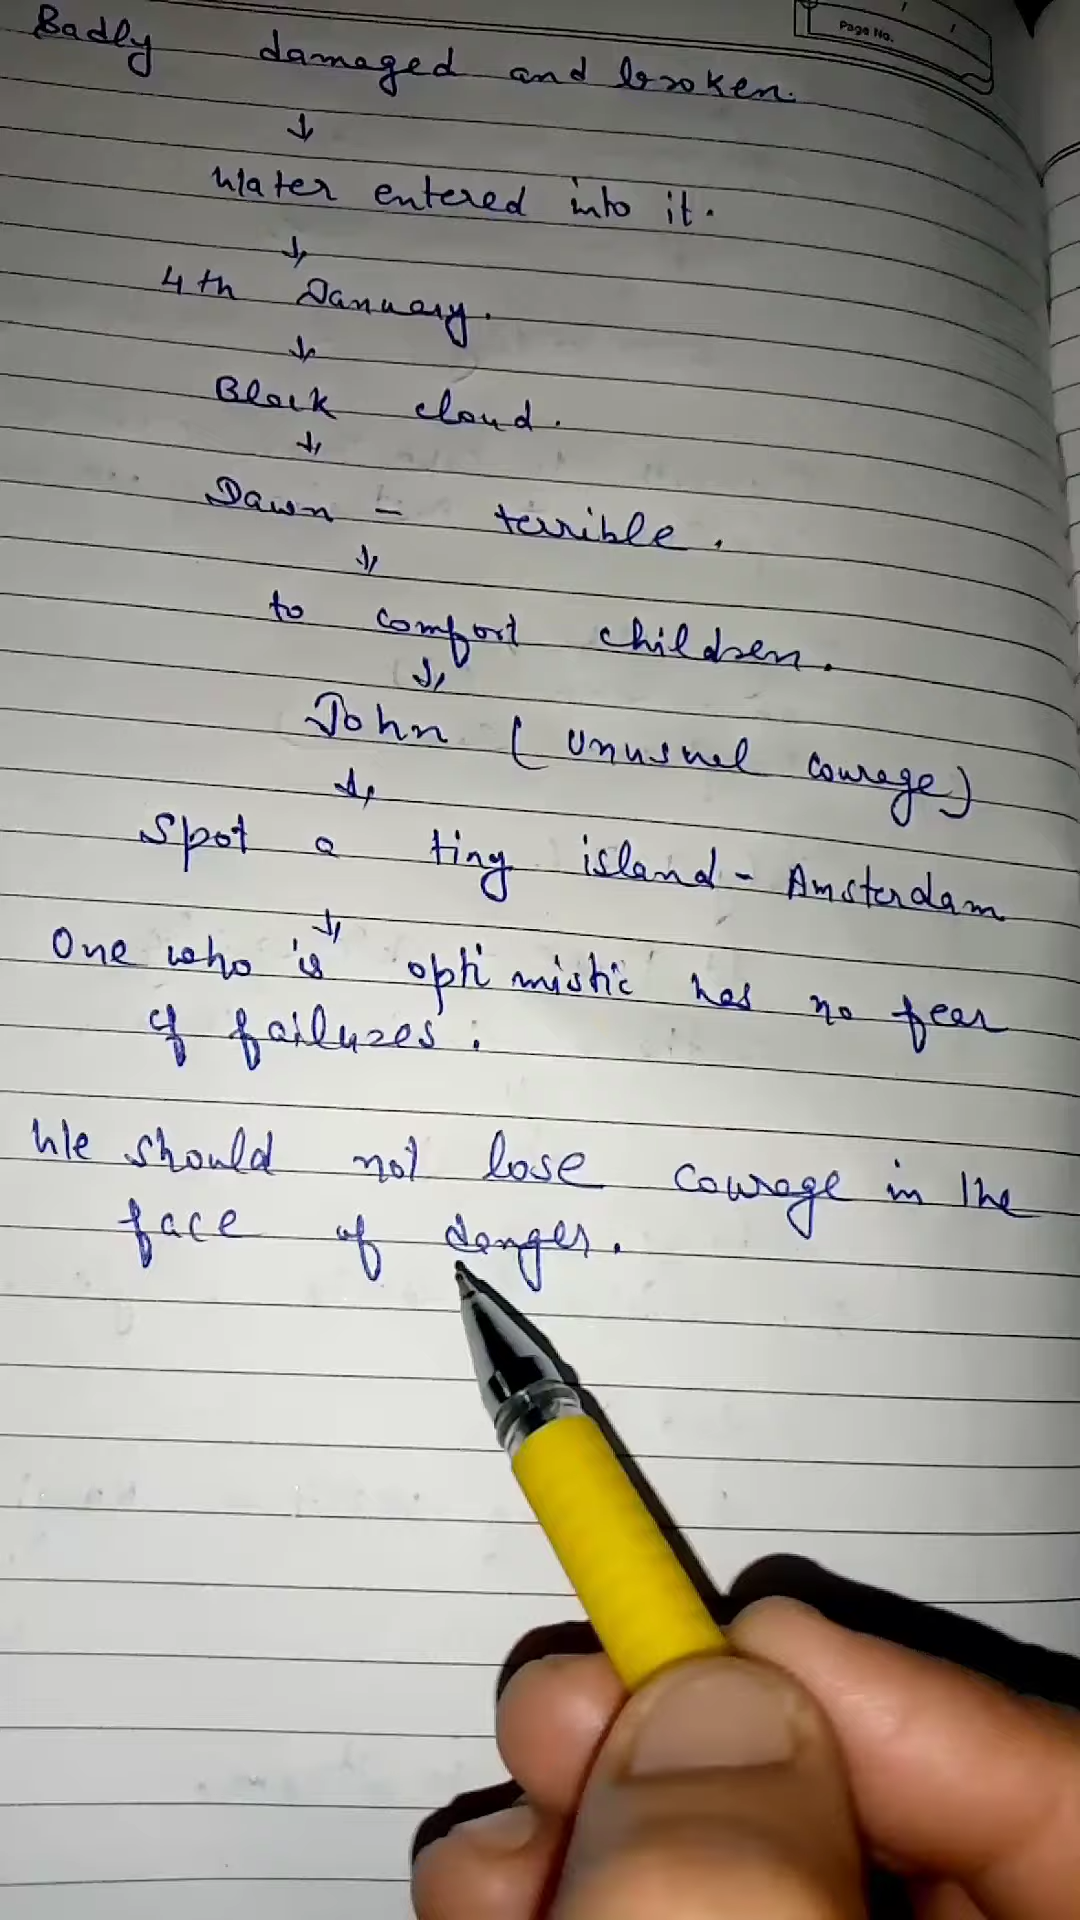 Page No.
Badly damaged and broken.
↓
Water entered into it.
↓
4th January.
↓
Black cloud.
↓
Dawn - terrible.
↓
to comfort children.
↓
John (unusual courage)
↓
Spot a tiny island - Amsterdam
↓
One who is optimistic has no fear
of failures.
We should not lose courage in the
face of danger.